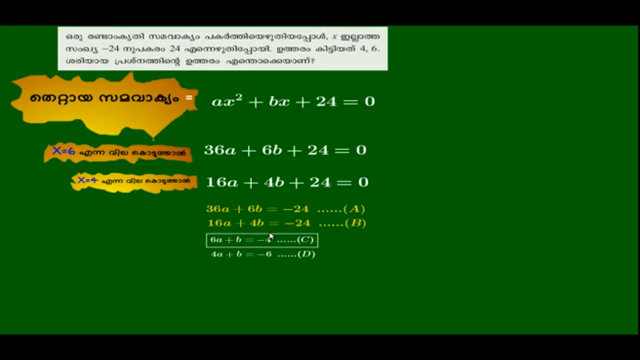 ഒരു രണ്ടാംകൃതി സമവാക്യം പകർത്തിയെഴുതിയപ്പോൾ, x ഇല്ലാത്ത
സംഖ്യ −24 നുപകരം 24 എന്നെഴുതിപ്പോയി. ഉത്തരം കിട്ടിയത് 4, 6.
ശരിയായ പ്രശ്നത്തിന്റെ ഉത്തരം എന്തൊക്കെയാണ്?
തെറ്റായ സമവാക്യം = ax² + bx + 24 = 0
X=6 എന്ന വില കൊടുത്താൽ 36a + 6b + 24 = 0
X=4 എന്ന വില കൊടുത്താൽ 16a + 4b + 24 = 0
36a + 6b = −24 ......(A)
16a + 4b = −24 ......(B)
6a + b = −4 ......(C)
4a + b = −6 ......(D)